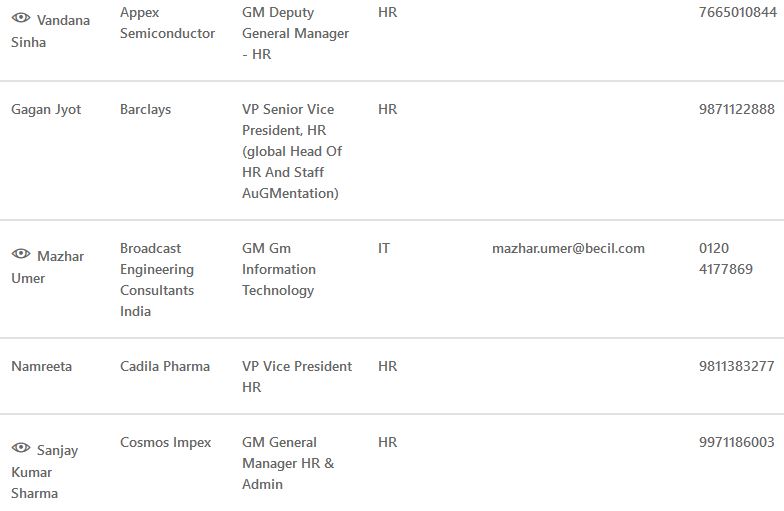 Vandana Sinha Appex Semiconductor GM Deputy General Manager - HR HR 7665010844
Gagan Jyot Barclays VP Senior Vice President, HR (global Head Of HR And Staff AuGMentation) HR 9871122888
Mazhar Umer Broadcast Engineering Consultants India GM Gm Information Technology IT mazhar.umer@becil.com 0120 4177869
Namreeta Cadila Pharma VP Vice President HR HR 9811383277
Sanjay Kumar Sharma Cosmos Impex GM General Manager HR & Admin HR 9971186003